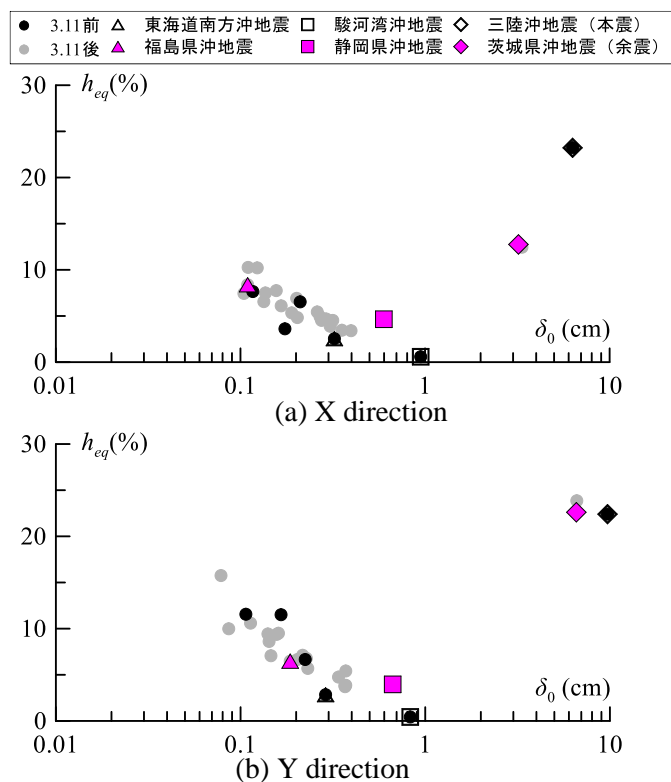 3.11前 東海道南方沖地震 駿河湾沖地震 三陸沖地震（本震）
3.11後 福島県沖地震 静岡県沖地震 茨城県沖地震（余震）
30 h_eq(%)
20
10
δ_0 (cm)
0
0.01 0.1 1 10
(a) X direction
30 h_eq(%)
20
10
δ_0 (cm)
0
0.01 0.1 1 10
(b) Y direction